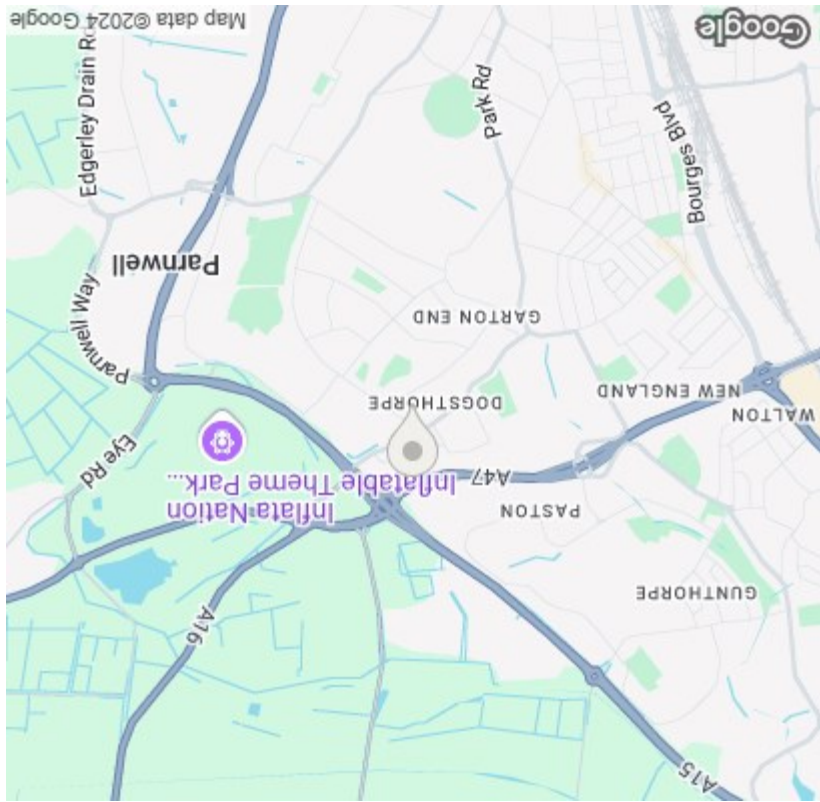 A15
GUNTHORPE
A16
PASTON
Inflata Nation
Inflatable Theme Park...
A47
Eye Rd
WALTON
NEW ENGLAND
DOGSTHORPE
Parnwell Way
GARTON END
Parnwell
Bourges Blvd
Park Rd
Edgerley Drain Rd
Google
Map data ©2024 Google